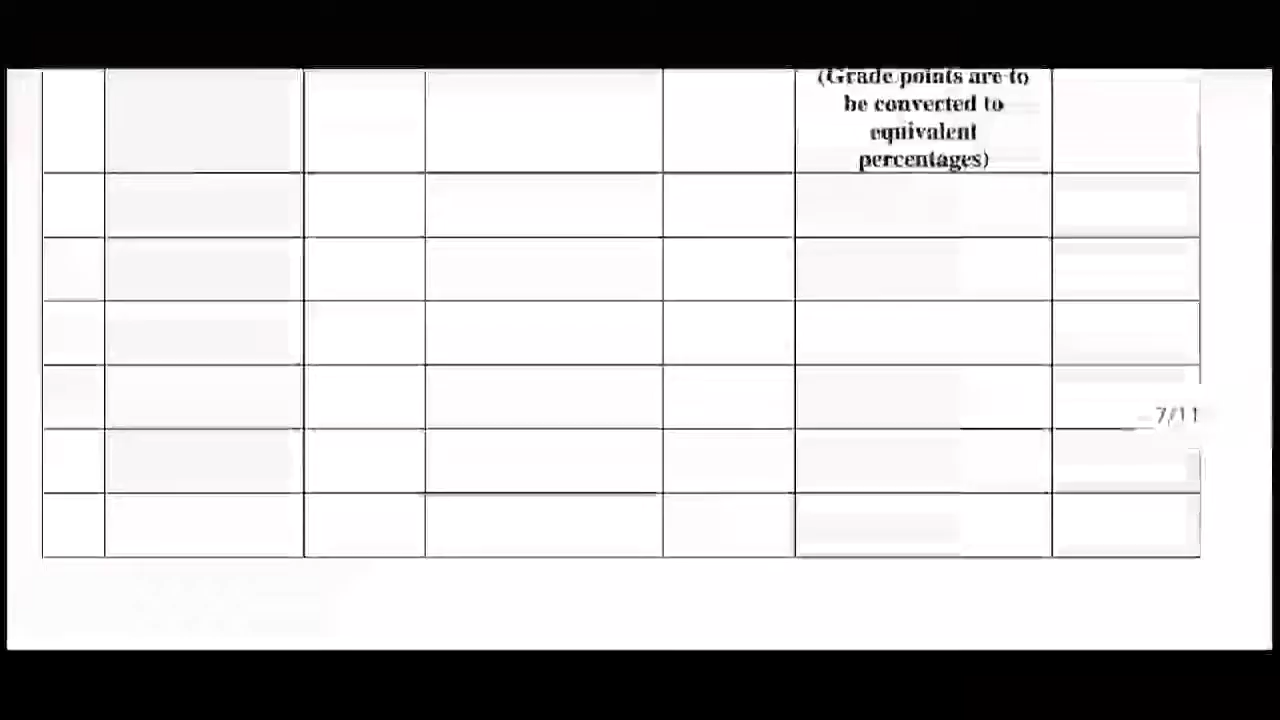 (Grade points are to
be converted to
equivalent
percentages)
7/11